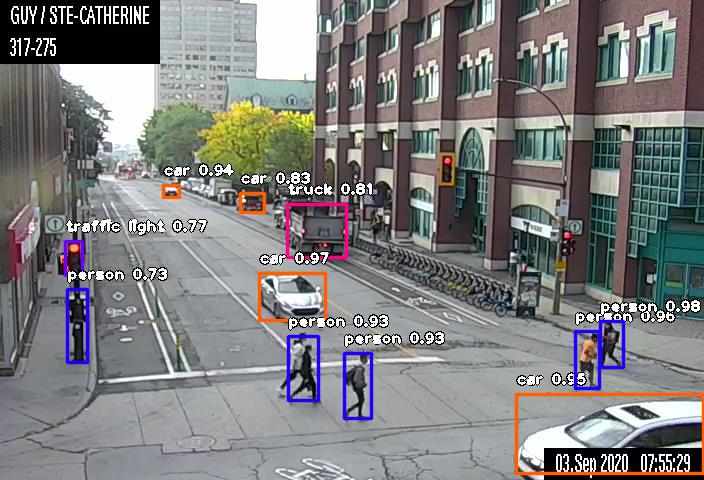 GUY / STE-CATHERINE
317-275
car 0.94
car 0.83
truck 0.81
traffic light 0.77
car 0.97
person 0.73
person 0.98
person 0.96
person 0.93
person 0.93
car 0.95
03.Sep 2020 07:55:29